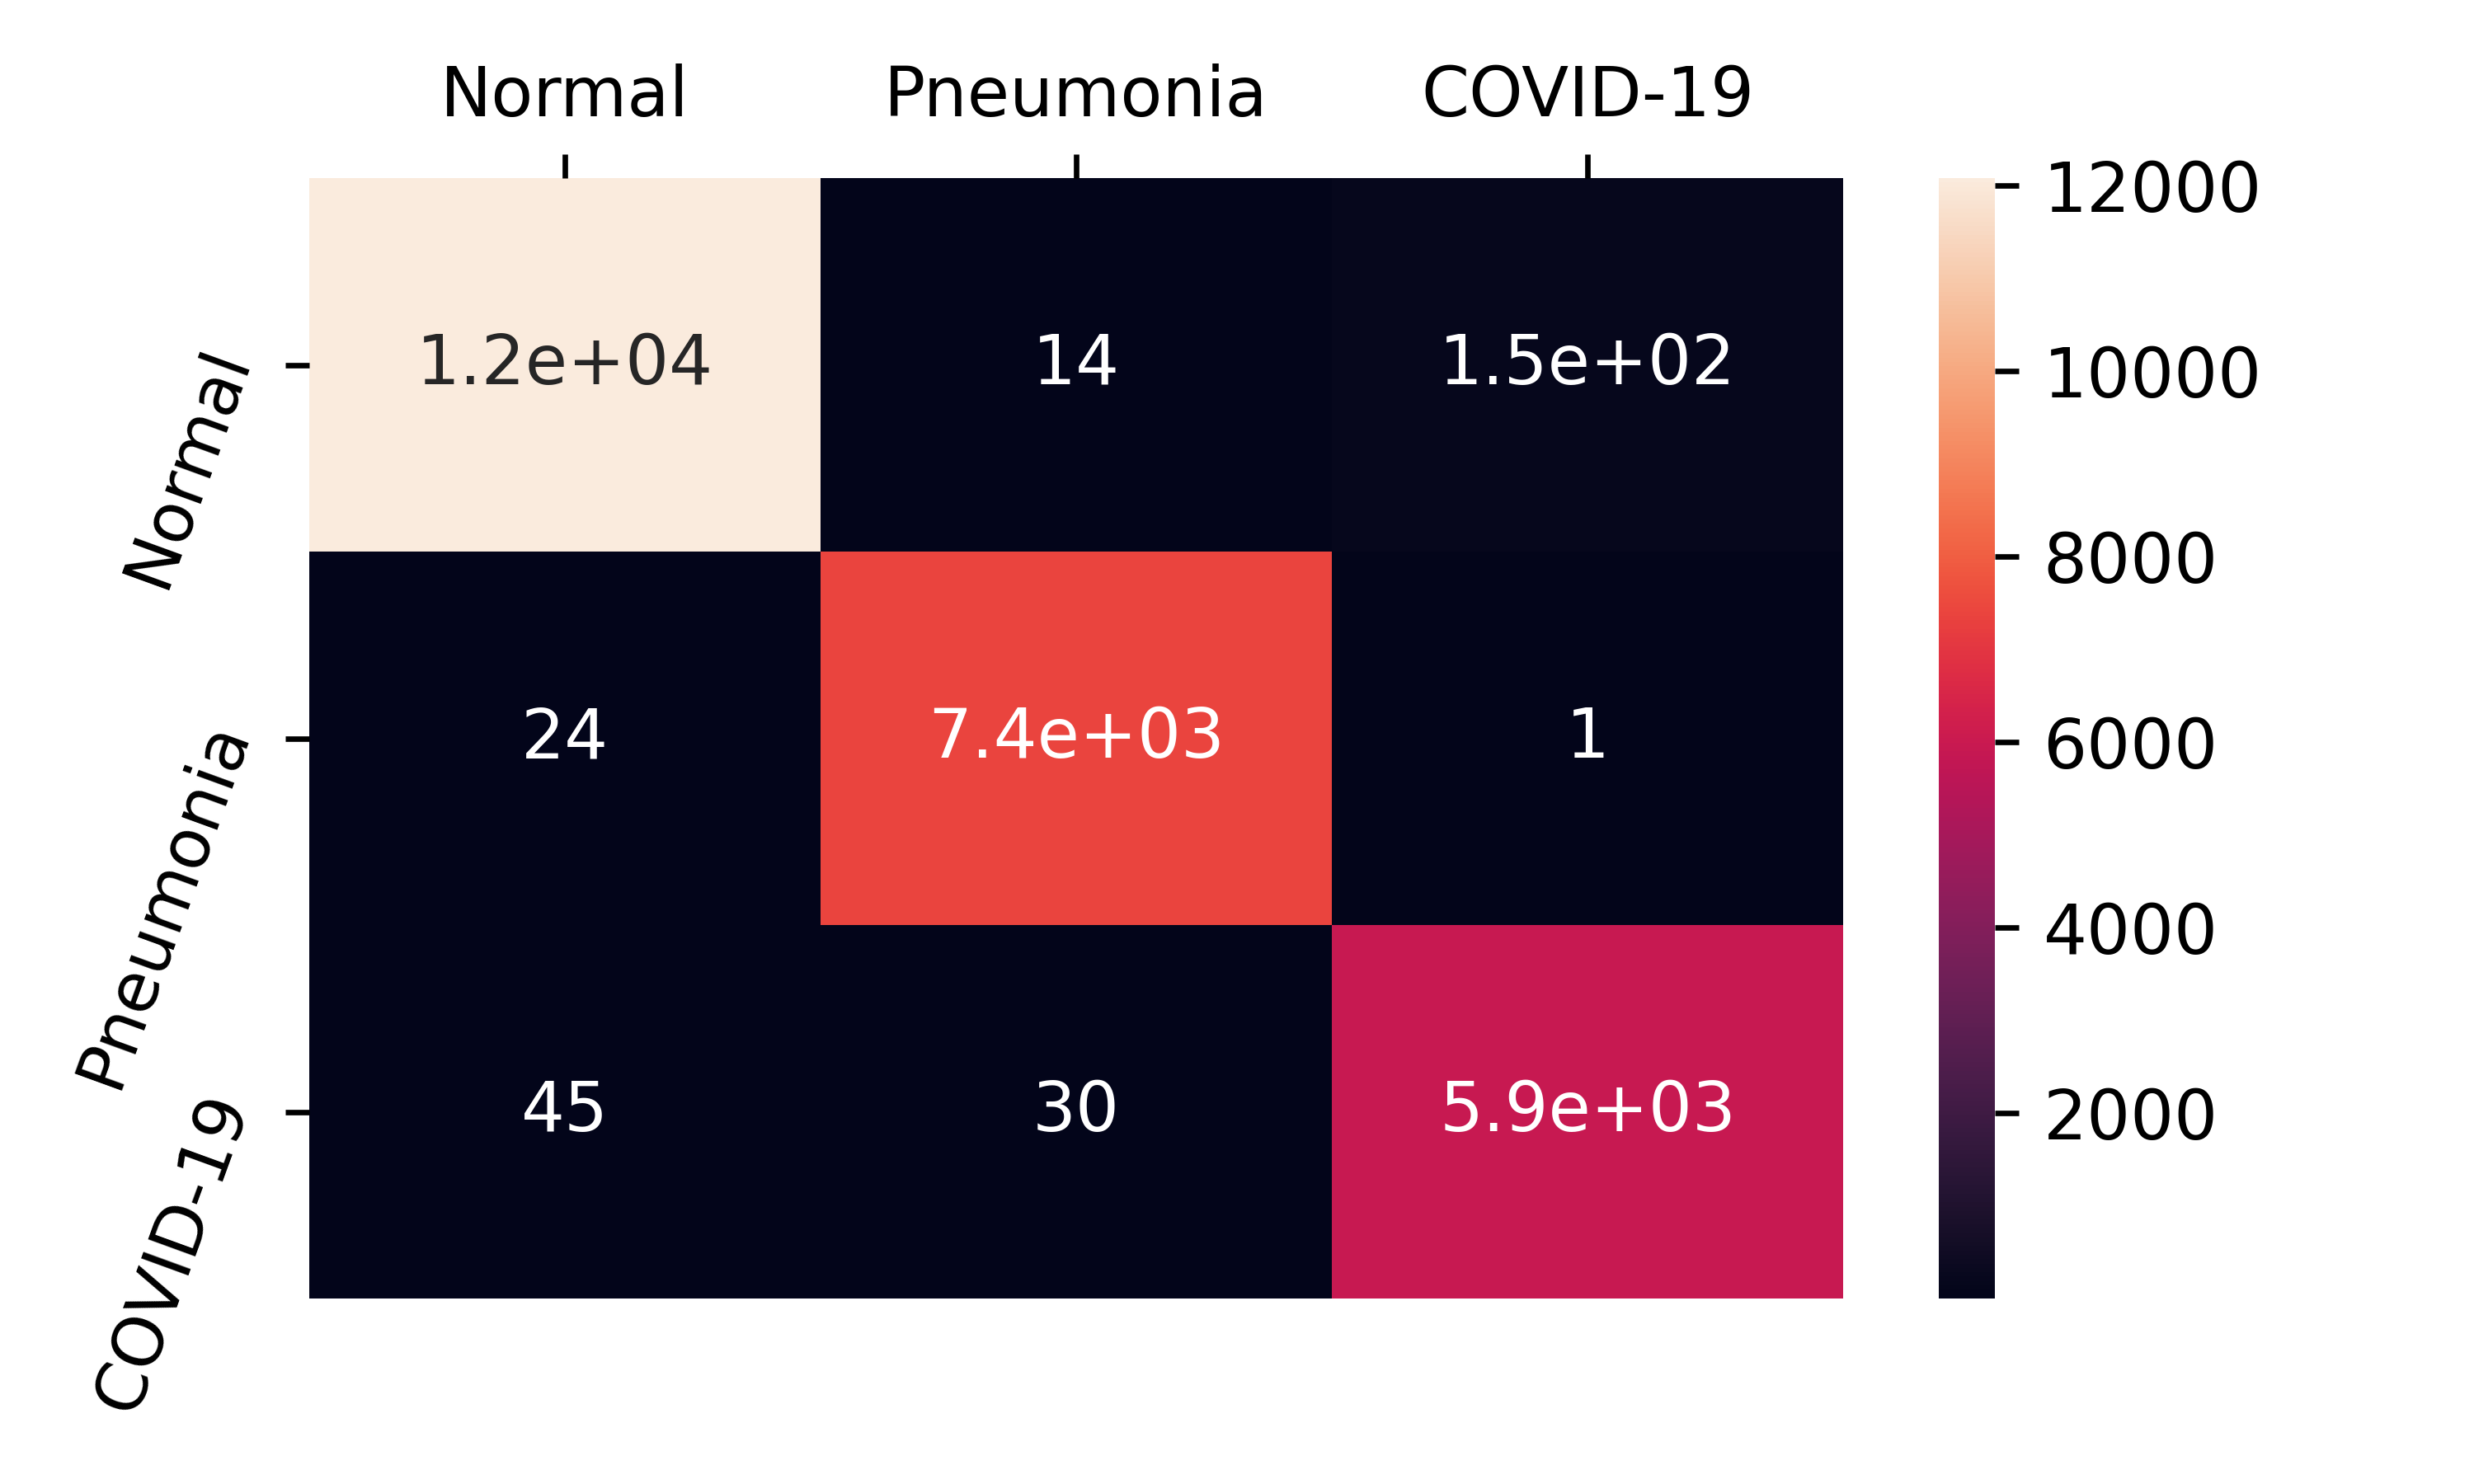 Normal Pneumonia COVID-19
Normal 1.2e+04 14 1.5e+02
Pneumonia 24 7.4e+03 1
COVID-19 45 30 5.9e+03
12000
10000
8000
6000
4000
2000